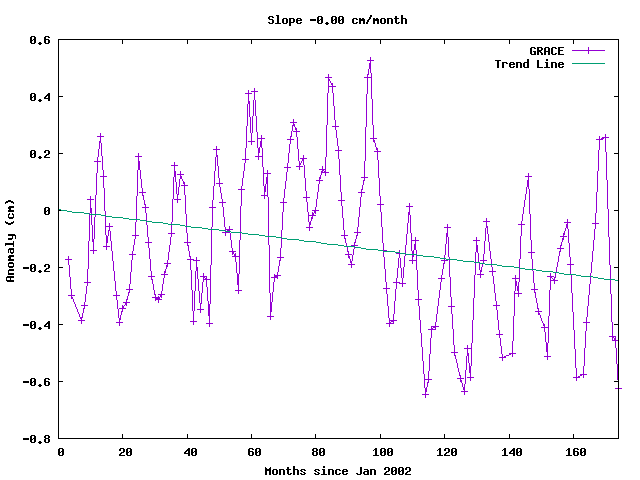 Slope -0.00 cm/month
GRACE
Trend Line
0.6
0.4
0.2
0
-0.2
-0.4
-0.6
-0.8
Anomaly (cm)
0 20 40 60 80 100 120 140 160
Months since Jan 2002